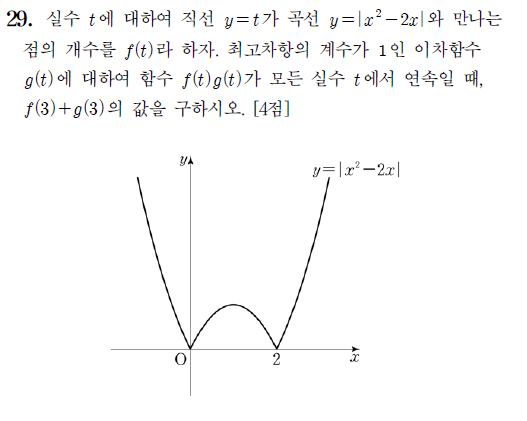 29. 실수 t에 대하여 직선 y=t가 곡선 y=|x²-2x|와 만나는
점의 개수를 f(t)라 하자. 최고차항의 계수가 1인 이차함수
g(t)에 대하여 함수 f(t)g(t)가 모든 실수 t에서 연속일 때,
f(3)+g(3)의 값을 구하시오. [4점]
y
y=|x²-2x|
O
2
x